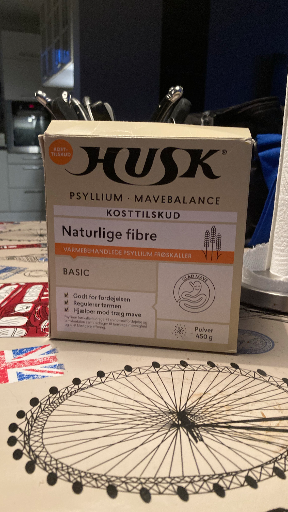 HUSK®
PSYLLIUM · MAVEBALANCE
KOSTTILSKUD
Naturlige fibre
VARMEBEHANDLEDE PSYLLIUM FRØSKALLER
BASIC
Godt for fordøjelsen
Regulerer tarmen
Hjælper mod træg mave
Pulver
450 g